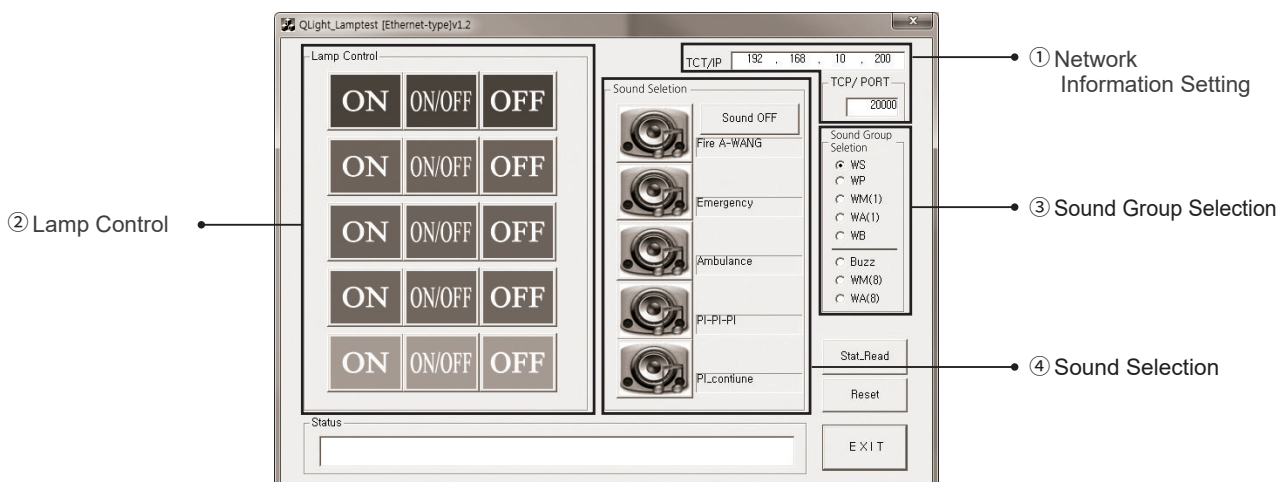 QLight_Lamptest [Ethernet-type]v1.2
x
Lamp Control
ON ON/OFF OFF
ON ON/OFF OFF
ON ON/OFF OFF
ON ON/OFF OFF
ON ON/OFF OFF
TCT/IP 192 . 168 . 10 . 200
TCP/ PORT
20000
Sound Seletion
Sound OFF
Fire A-WANG
Emergency
Ambulance
PI-PI-PI
PI_contiune
Sound Group
Seletion
WS
WP
WM(1)
WA(1)
WB
Buzz
WM(8)
WA(8)
Stat_Read
Reset
EXIT
Status
① Network
Information Setting
② Lamp Control
③ Sound Group Selection
④ Sound Selection